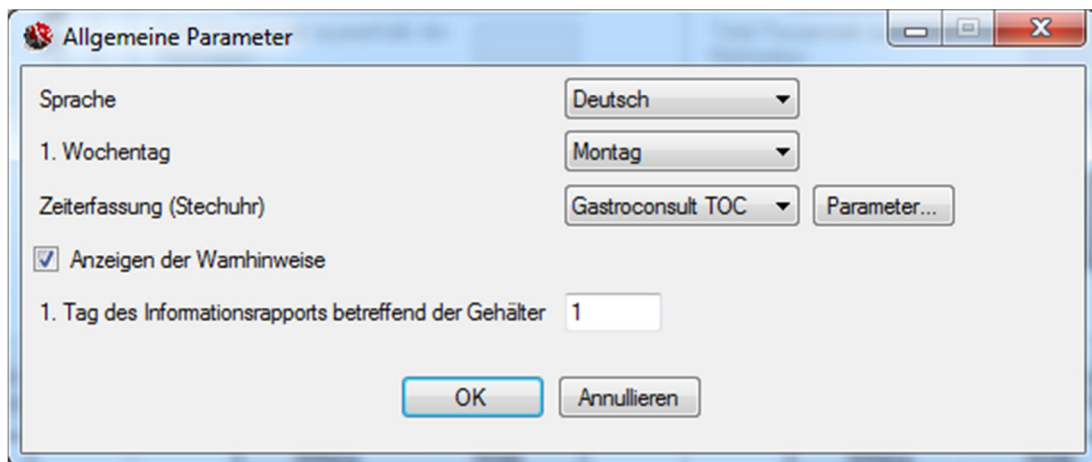 Allgemeine Parameter
Sprache Deutsch
1. Wochentag Montag
Zeiterfassung (Stechuhr) Gastroconsult TOC Parameter...
Anzeigen der Warnhinweise
1. Tag des Informationsrapports betreffend der Gehälter 1
OK Annullieren